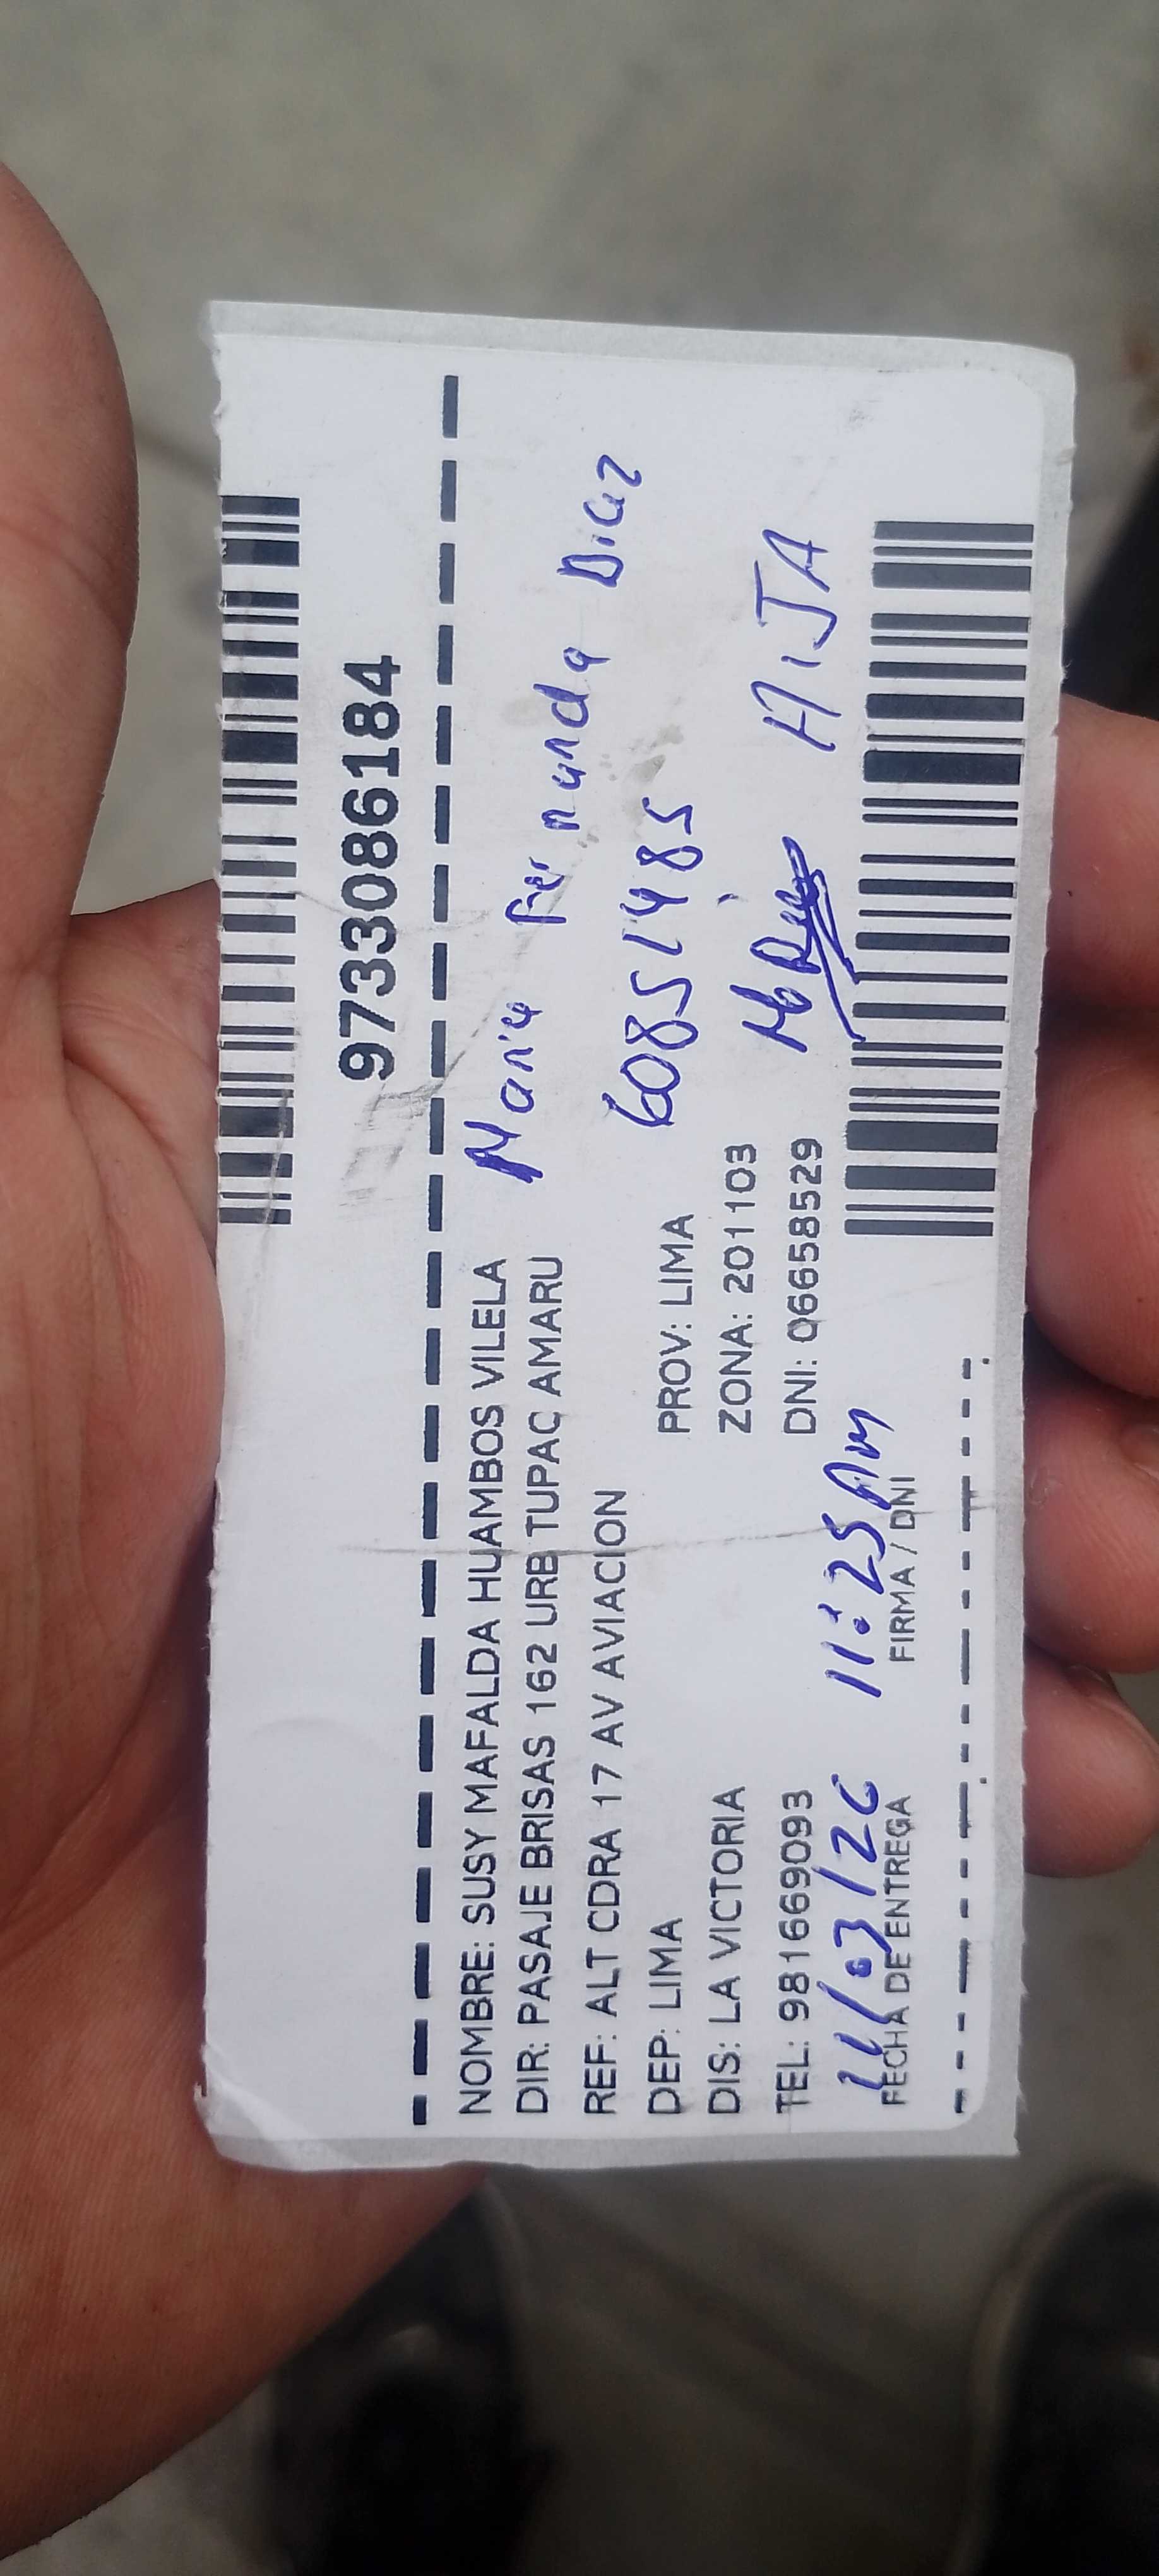 9733086184
NOMBRE: SUSY MAFALDA HUAMBOS VILELA
DIR: PASAJE BRISAS 162 URB TUPAC AMARU
Maria fernanda Diaz
REF: ALT CDRA 17 AV AVIACION
60851485
DEP: LIMA PROV: LIMA
DIS: LA VICTORIA ZONA: 201103
HIJA
TEL: 981669093 DNI: 06658529
11/03/26 11:25 AM
FECHA DE ENTREGA FIRMA / DNI